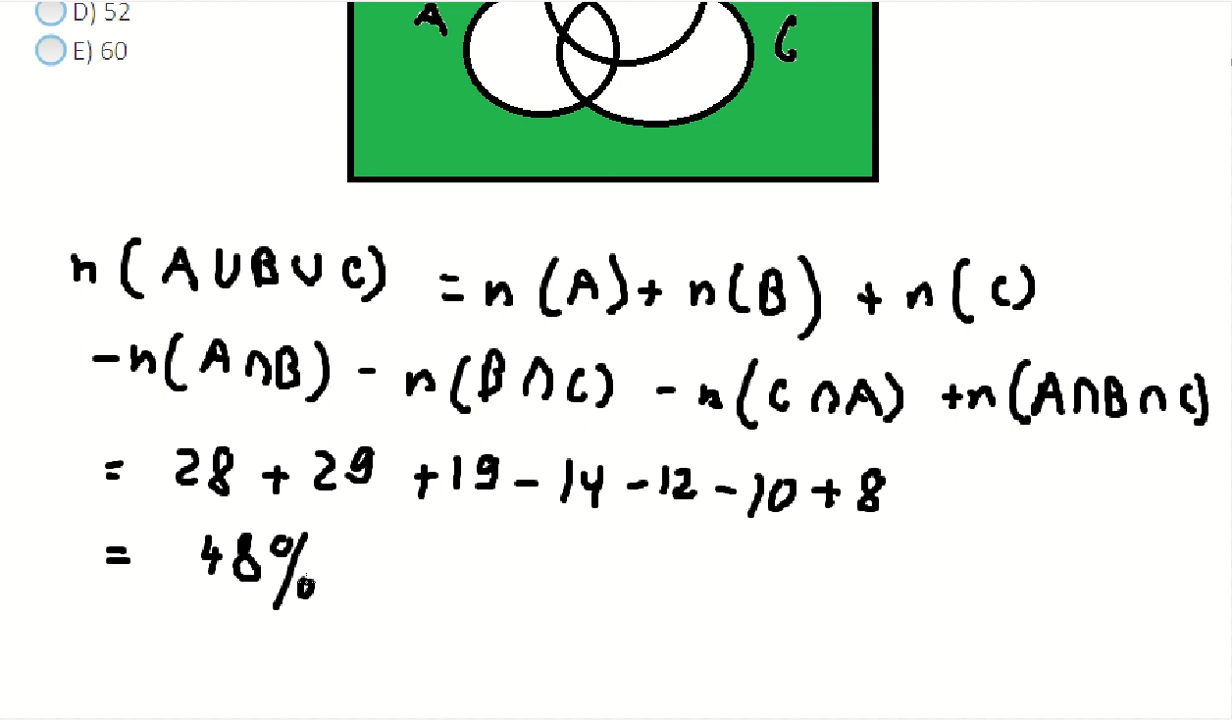 D) 52
E) 60
A
C
n(A∪B∪C) = n(A) + n(B) + n(C)
-n(A∩B) - n(B∩C) - n(C∩A) +n(A∩B∩C)
= 28 + 29 +19 - 14 - 12 - 10 + 8
= 48%